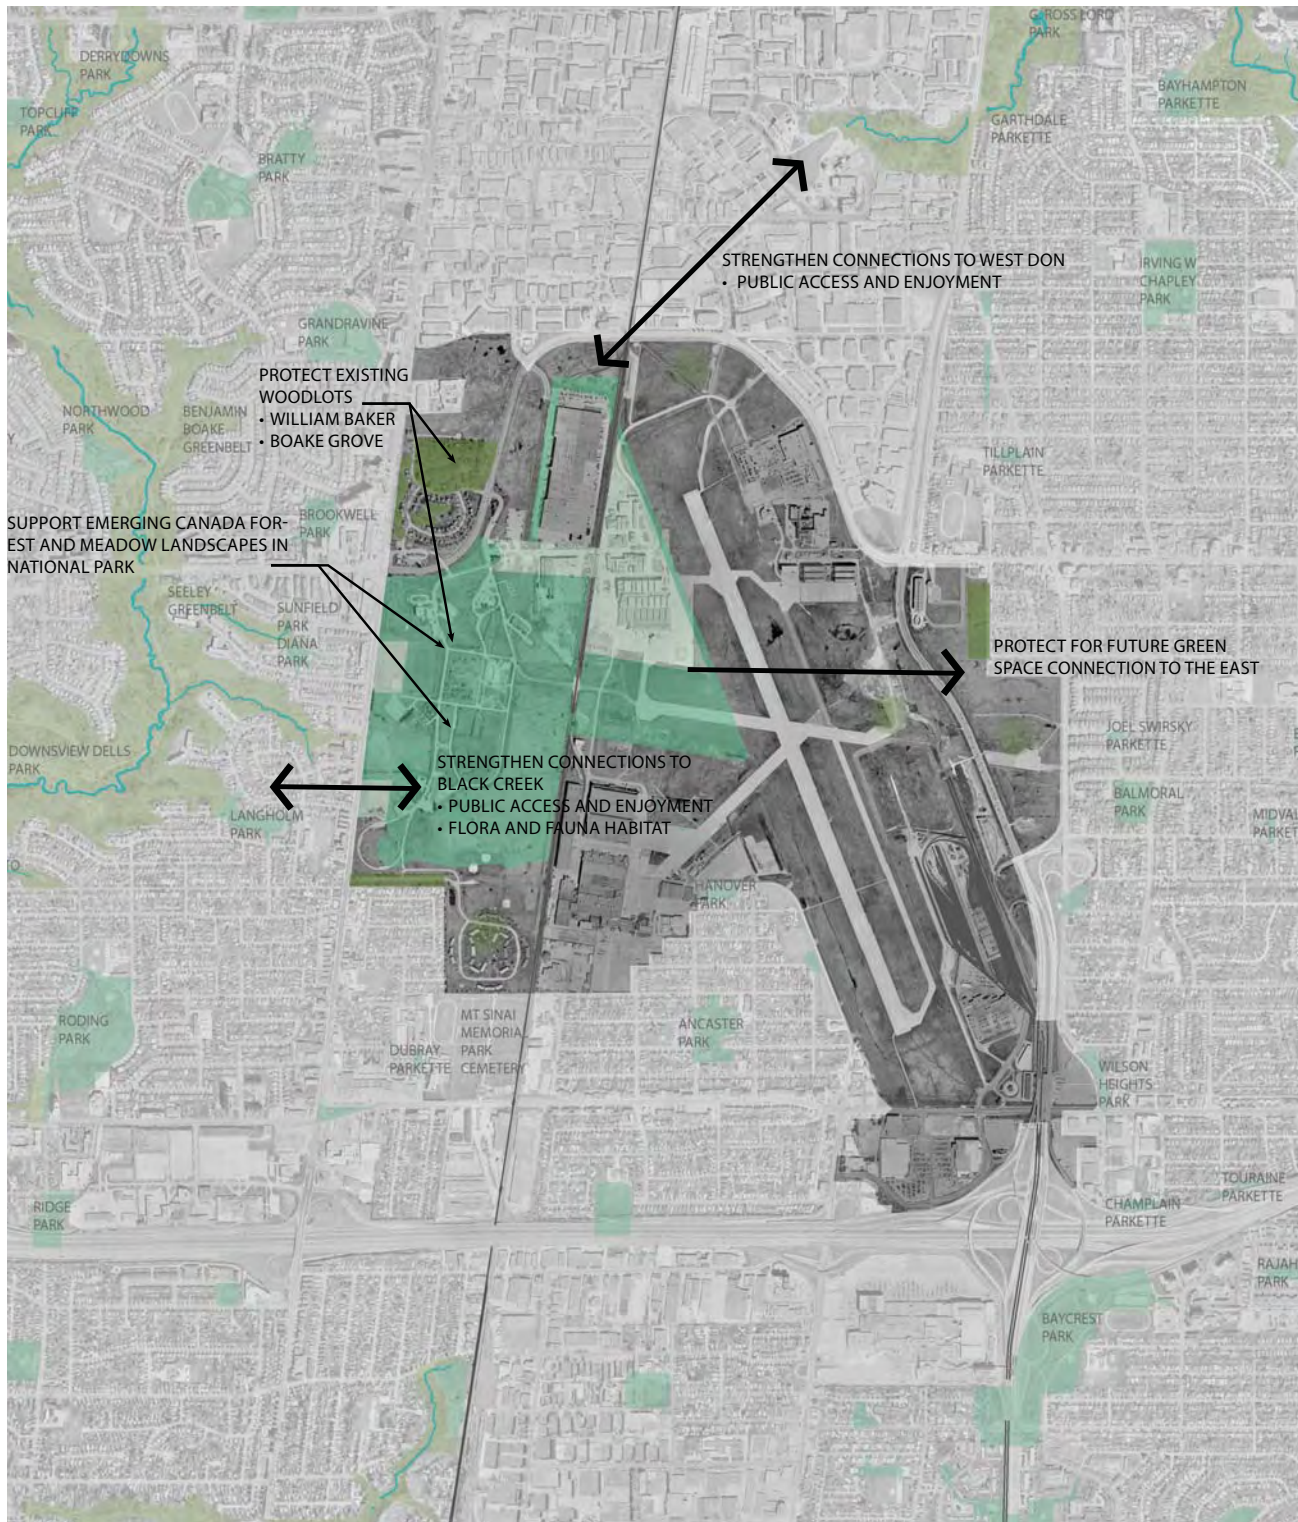 G. ROSS LORD
PARK
DERRYDOWNS
PARK
BAYHAMPTON
PARKETTE
TOPCLIFF
PARK
GARTHDALE
PARKETTE
BRATTY
PARK
STRENGTHEN CONNECTIONS TO WEST DON
• PUBLIC ACCESS AND ENJOYMENT
IRVING W
CHAPLEY
PARK
GRANDRAVINE
PARK
PROTECT EXISTING
WOODLOTS
• WILLIAM BAKER
• BOAKE GROVE
NORTHWOOD
PARK
BENJAMIN
BOAKE
GREENBELT
Y
TILLPLAIN
PARKETTE
SUPPORT EMERGING CANADA FOR-
EST AND MEADOW LANDSCAPES IN
NATIONAL PARK
BROOKWELL
PARK
SEELEY
GREENBELT
SUNFIELD
PARK
DIANA
PARK
PROTECT FOR FUTURE GREEN
SPACE CONNECTION TO THE EAST
JOEL SWIRSKY
PARKETTE
DOWNSVIEW DELLS
PARK
STRENGTHEN CONNECTIONS TO
BLACK CREEK
• PUBLIC ACCESS AND ENJOYMENT
• FLORA AND FAUNA HABITAT
BALMORAL
PARK
LANGHOLM
PARK
MIDVAL
PARKET
TO
HANOVER
PARK
RODING
PARK
MT SINAI
MEMORIA
PARK
CEMETERY
DUBRAY
PARKETTE
ANCASTER
PARK
WILSON
HEIGHTS
PARK
RIDGE
PARK
TOURAINE
PARKETTE
CHAMPLAIN
PARKETTE
RAJAH
PARK
BAYCREST
PARK